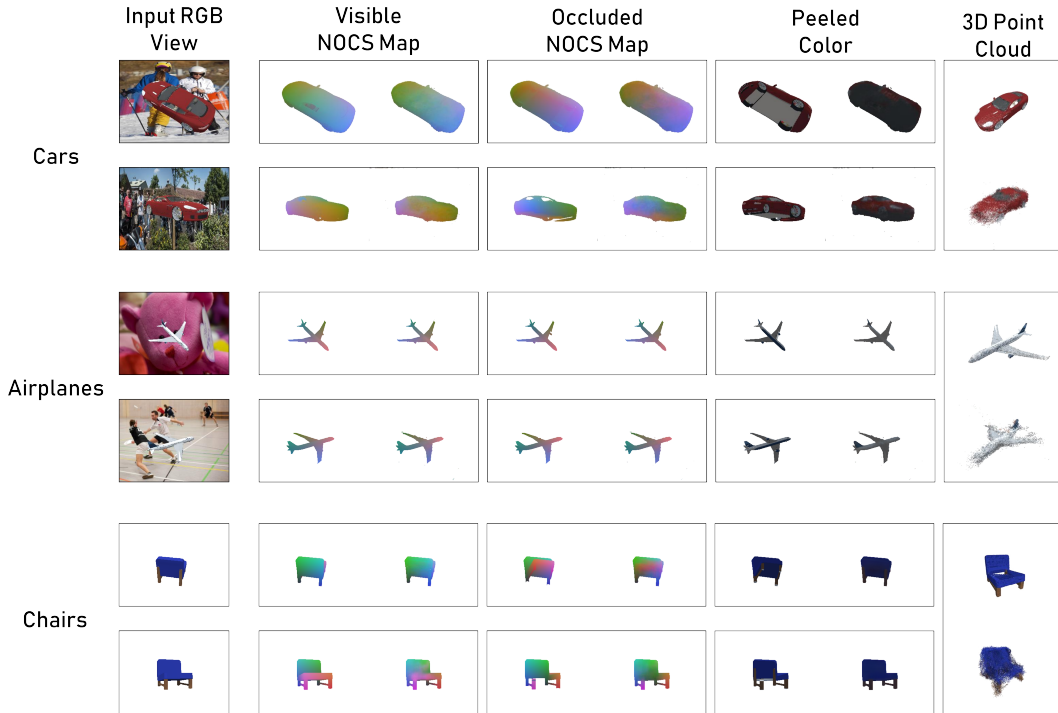 Input RGB
View
Visible
NOCS Map
Occluded
NOCS Map
Peeled
Color
3D Point
Cloud
Cars
Airplanes
Chairs